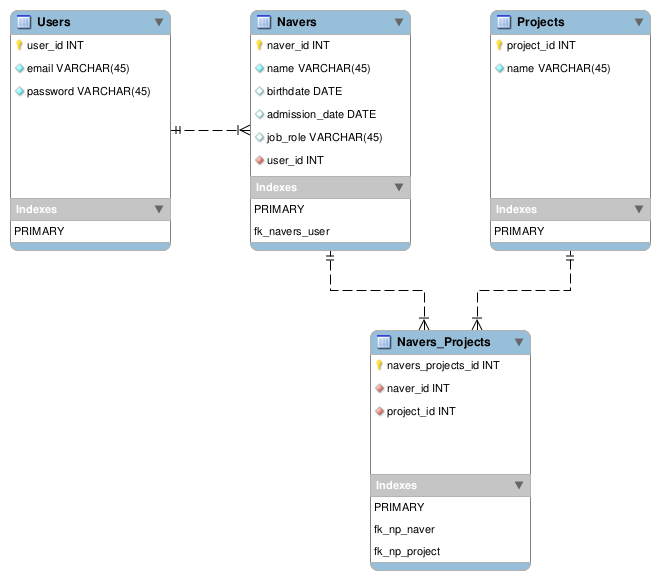 Users
user_id INT
email VARCHAR(45)
password VARCHAR(45)
Indexes
PRIMARY
Navers
naver_id INT
name VARCHAR(45)
birthdate DATE
admission_date DATE
job_role VARCHAR(45)
user_id INT
Indexes
PRIMARY
fk_navers_user
Projects
project_id INT
name VARCHAR(45)
Indexes
PRIMARY
Navers_Projects
navers_projects_id INT
naver_id INT
project_id INT
Indexes
PRIMARY
fk_np_naver
fk_np_project